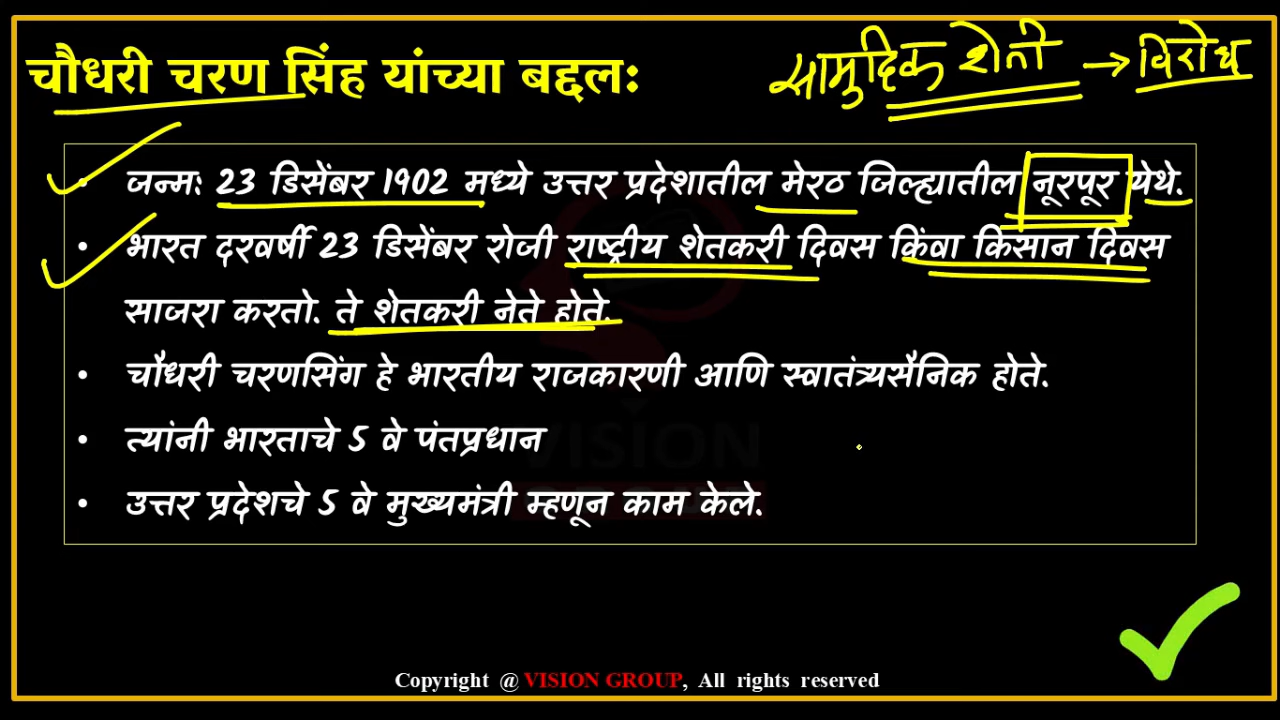 चौधरी चरण सिंह यांच्या बद्दलः
सामुदिक शेती → विरोध
• जन्मः 23 डिसेंबर 1902 मध्ये उत्तर प्रदेशातील मेरठ जिल्ह्यातील नूरपूर येथे.
• भारत दरवर्षी 23 डिसेंबर रोजी राष्ट्रीय शेतकरी दिवस किंवा किसान दिवस
साजरा करतो. ते शेतकरी नेते होते.
• चौधरी चरणसिंग हे भारतीय राजकारणी आणि स्वातंत्र्यसैनिक होते.
• त्यांनी भारताचे 5 वे पंतप्रधान
• उत्तर प्रदेशचे 5 वे मुख्यमंत्री म्हणून काम केले.
VISION
Copyright @ VISION GROUP, All rights reserved